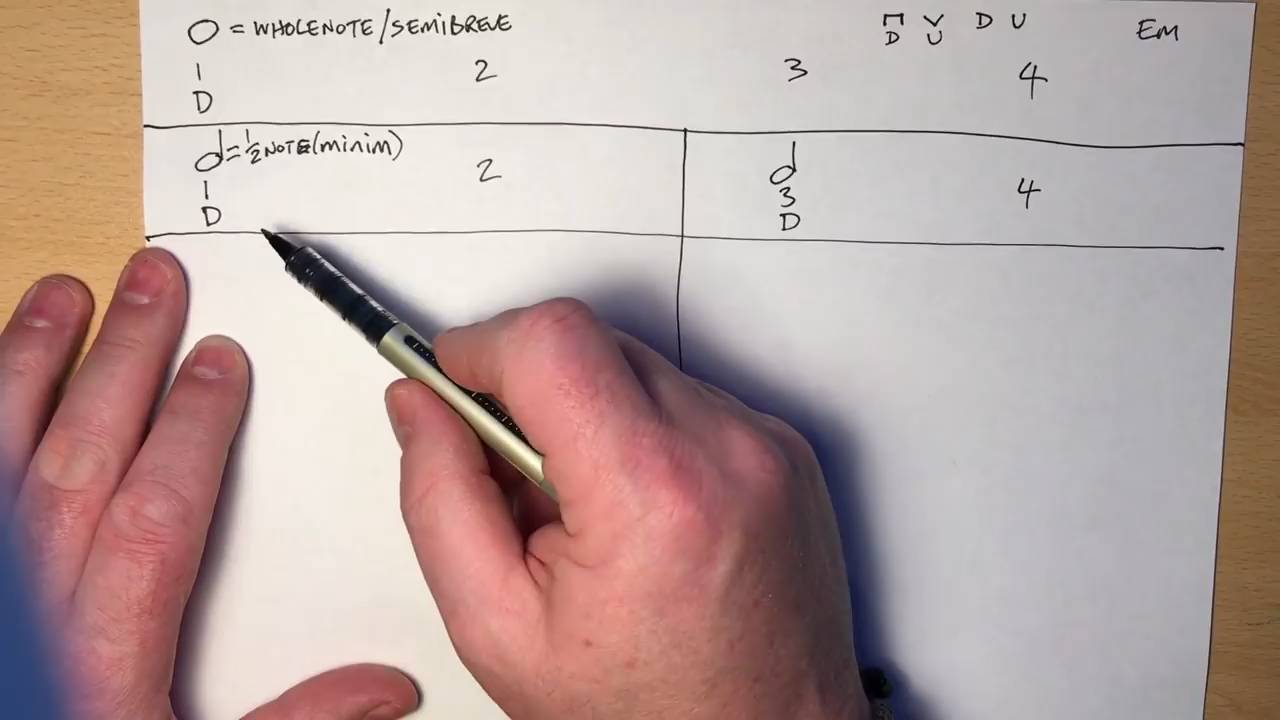 O = WHOLENOTE/SEMIBREVE
⊓ V D U Em
D U
1 2 3 4
D
d = ½ NOTE (minim) d
1 2 3 4
D D